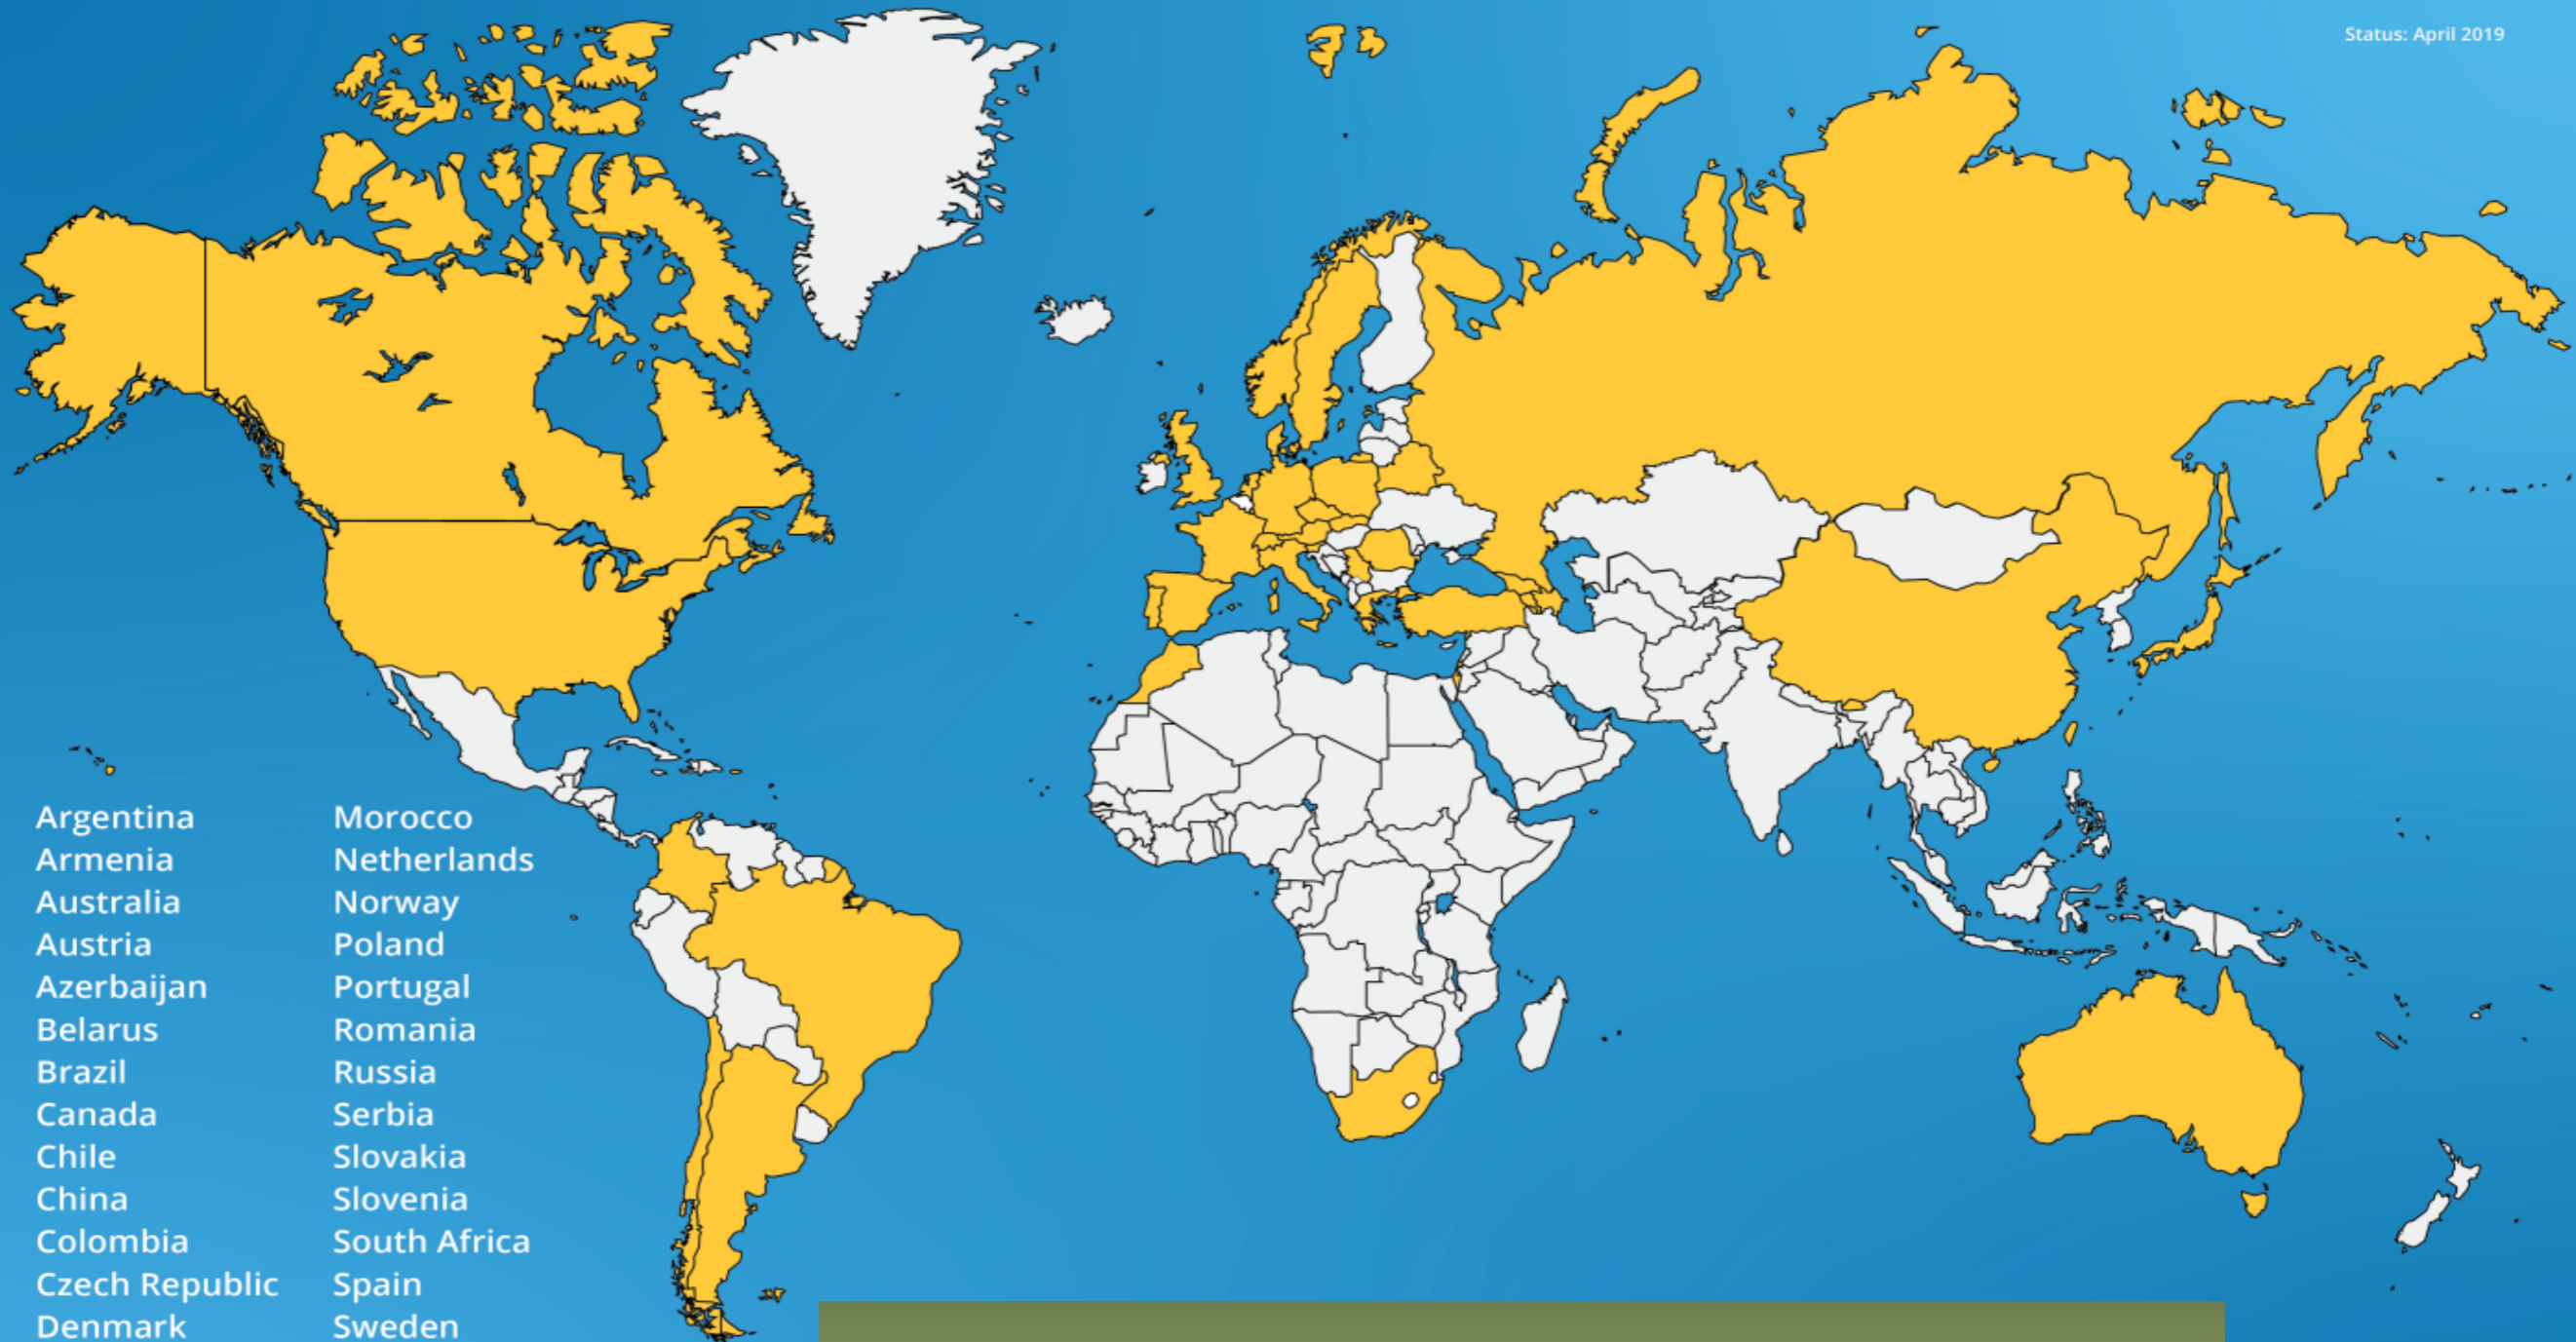 Status: April 2019
Argentina
Armenia
Australia
Austria
Azerbaijan
Belarus
Brazil
Canada
Chile
China
Colombia
Czech Republic
Denmark
Morocco
Netherlands
Norway
Poland
Portugal
Romania
Russia
Serbia
Slovakia
Slovenia
South Africa
Spain
Sweden